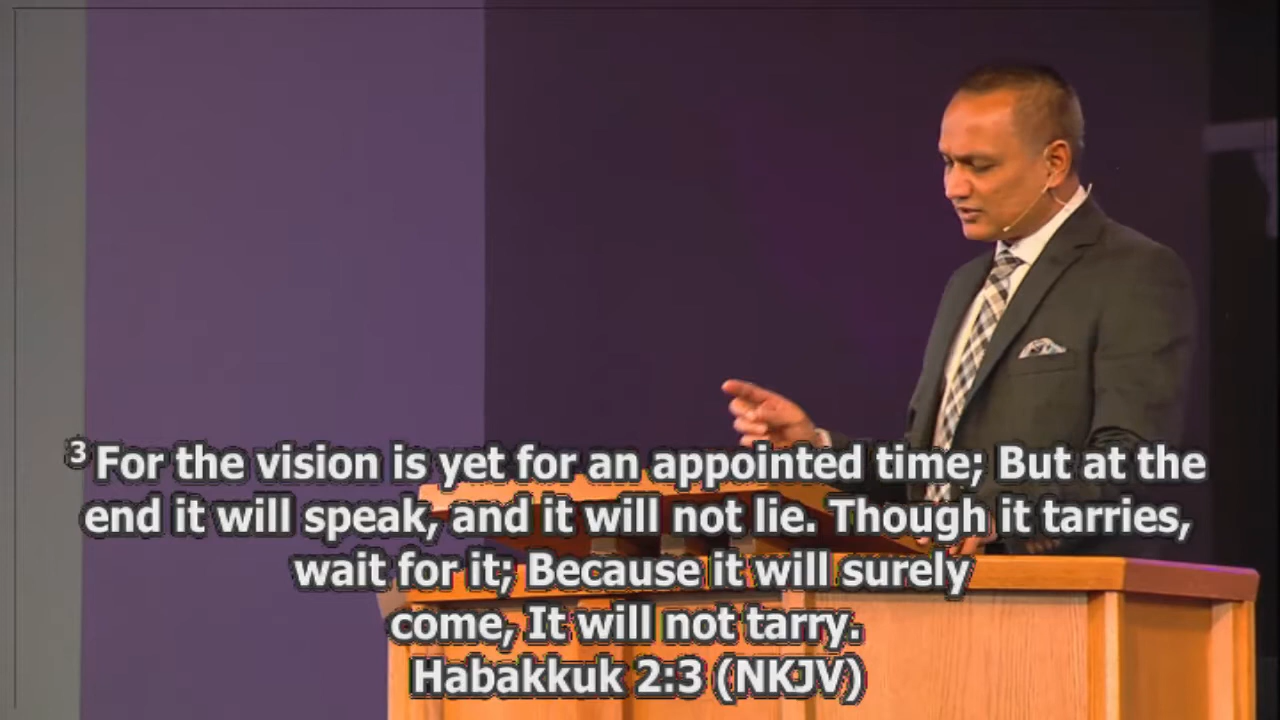 ³ For the vision is yet for an appointed time; But at the
end it will speak, and it will not lie. Though it tarries,
wait for it; Because it will surely
come, It will not tarry.
Habakkuk 2:3 (NKJV)